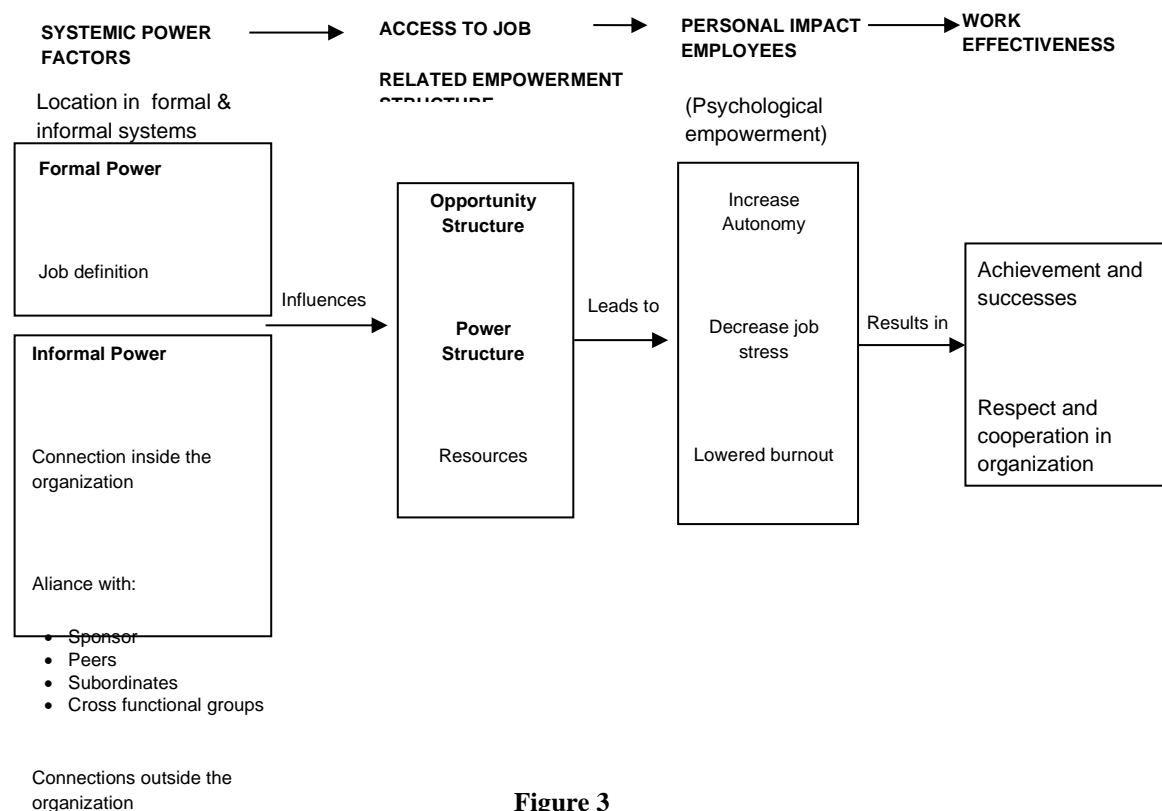 SYSTEMIC POWER
FACTORS
ACCESS TO JOB
RELATED EMPOWERMENT
STRUCTURE
PERSONAL IMPACT
EMPLOYEES
WORK
EFFECTIVENESS
Location in formal &
informal systems
(Psychological
empowerment)
Formal Power
Job definition
Informal Power
Connection inside the
organization
Aliance with:
• Sponsor
• Peers
• Subordinates
• Cross functional groups
Connections outside the
organization
Influences
Opportunity
Structure
Power
Structure
Resources
Leads to
Increase
Autonomy
Decrease job
stress
Lowered burnout
Results in
Achievement and
successes
Respect and
cooperation in
organization
Figure 3